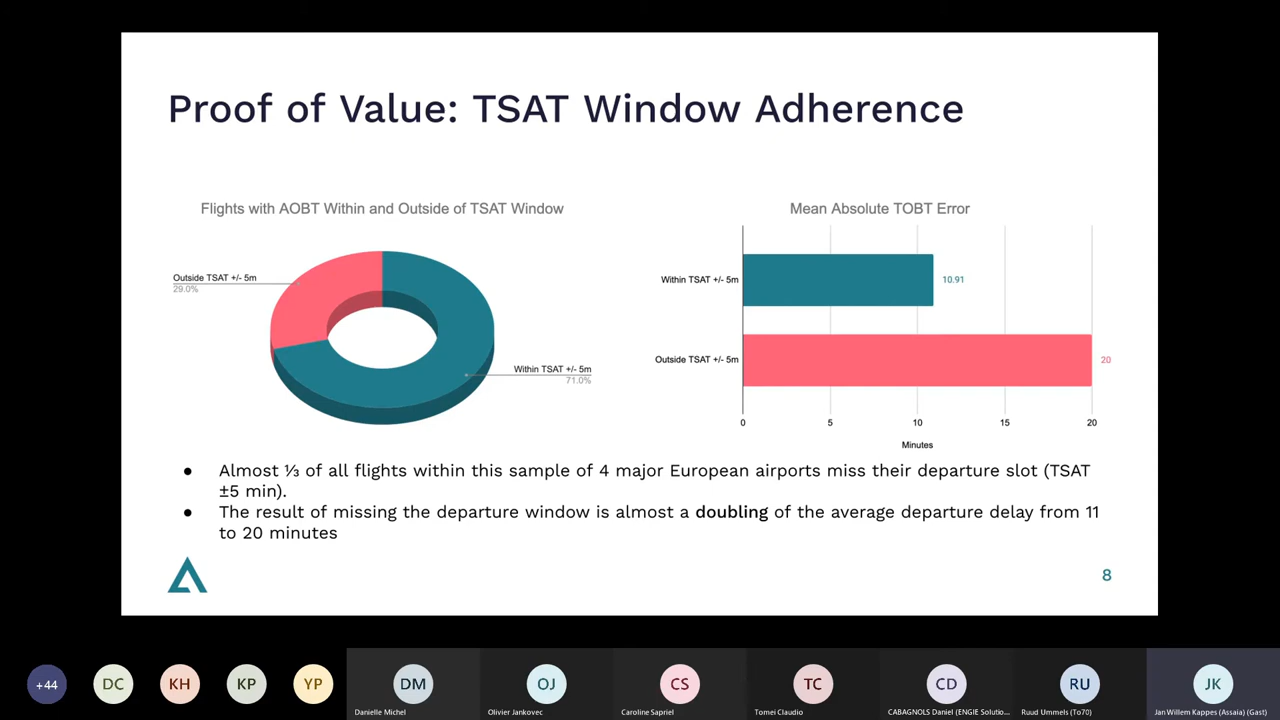 Proof of Value: TSAT Window Adherence
Flights with AOBT Within and Outside of TSAT Window
Outside TSAT +/- 5m
29.0%
Within TSAT +/- 5m
71.0%
Mean Absolute TOBT Error
Within TSAT +/- 5m
10.91
Outside TSAT +/- 5m
20
0
5
10
15
20
Minutes
● Almost ⅓ of all flights within this sample of 4 major European airports miss their departure slot (TSAT
±5 min).
● The result of missing the departure window is almost a doubling of the average departure delay from 11
to 20 minutes
8
+44
DC
KH
KP
YP
DM
Danielle Michel
OJ
Olivier Jankovec
CS
Caroline Sapriel
TC
Tomei Claudio
CD
CABAGNOLS Daniel (ENGIE Solutio...
RU
Ruud Ummels (To70)
JK
Jan Willem Kappes (Assaia) (Gast)